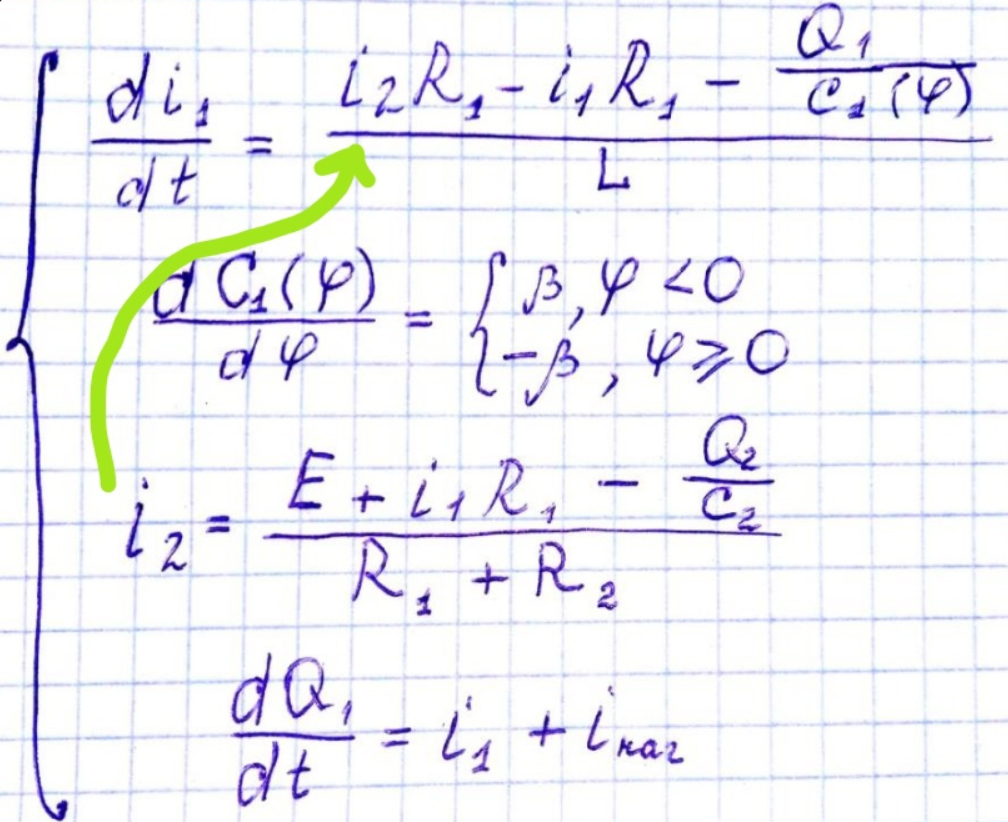 di₁/dt = (i₂R₁ - i₁R₁ - Q₁/C₁(φ))/L
dC₁(φ)/dφ = { β, φ < 0
-β, φ ⩾ 0
i₂ = (E + i₁R₁ - Q₂/C₂)/(R₁ + R₂)
dQ₁/dt = i₁ + iнаг